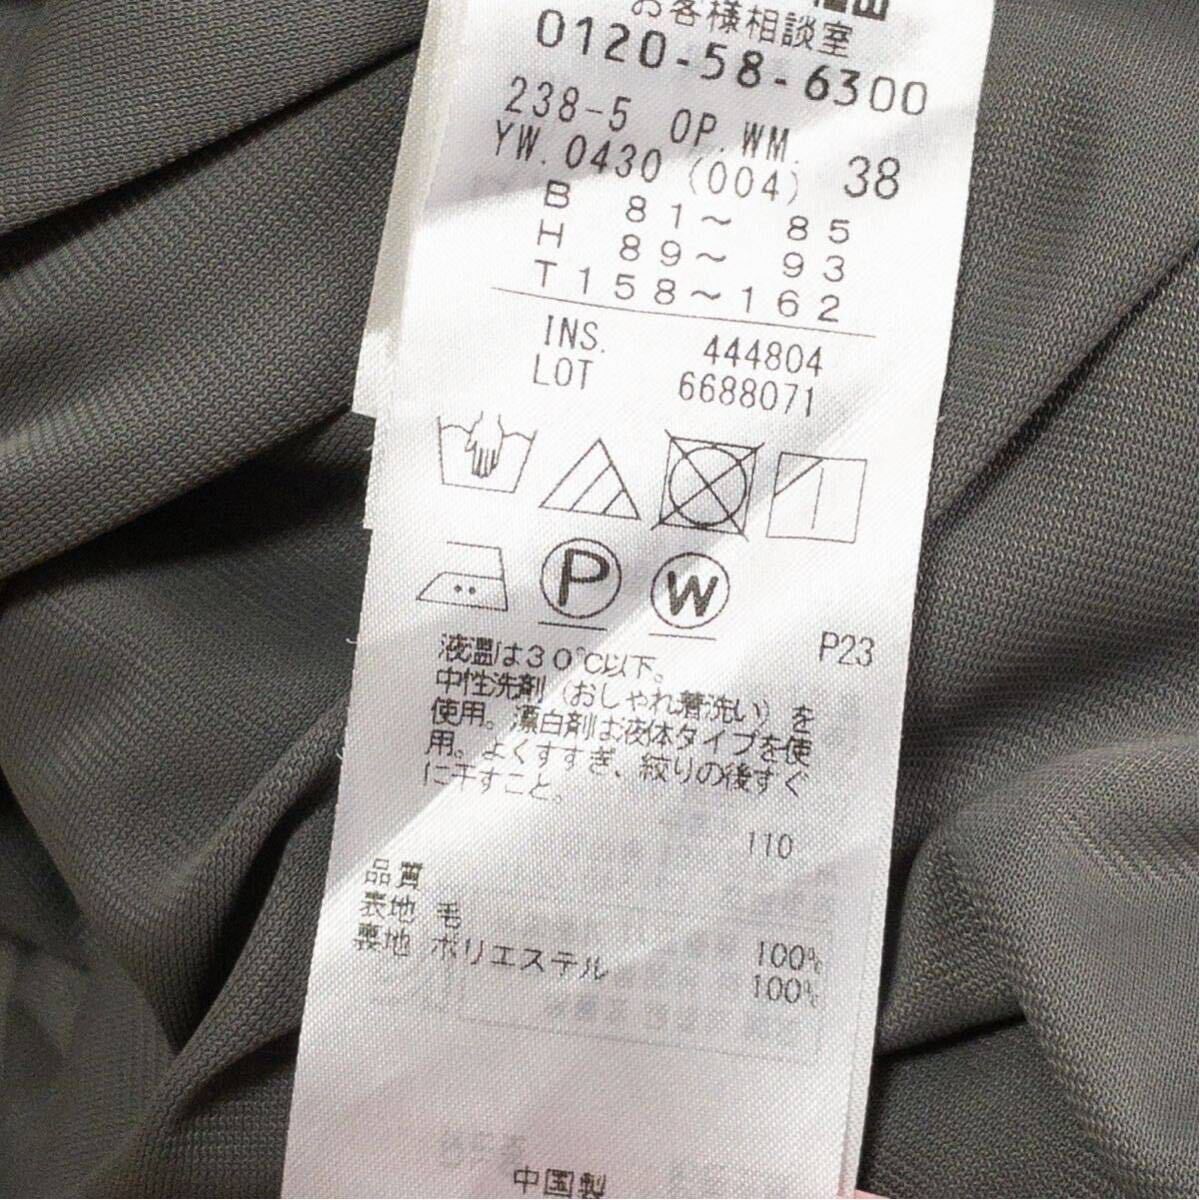 お客様相談室
0120-58-6300
238-5 OP.WM. 38
YW.0430 (004)
B 81～ 85
H 89～ 93
T158～162
INS. 444804
LOT 6688071
P W
P23
液温は30℃以下。
中性洗剤（おしゃれ着洗い）を
使用。漂白剤は液体タイプを使
用。よくすすぎ、絞りの後すぐ
に干すこと。
110
品質
表地 毛 100%
裏地 ポリエステル 100%
中国製